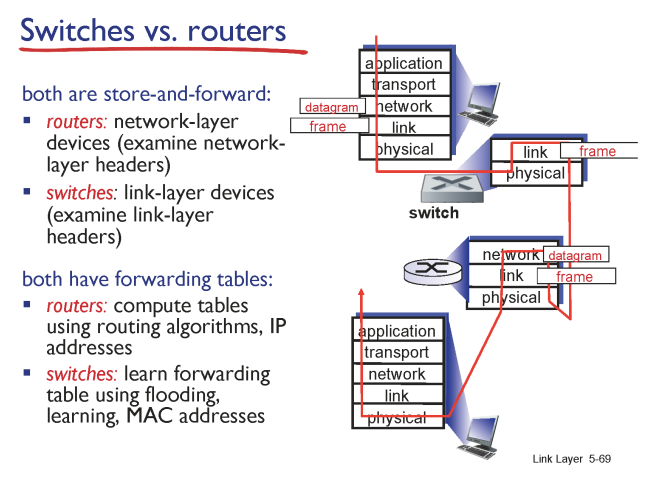 Switches vs. routers
both are store-and-forward:
routers: network-layer
devices (examine network-
layer headers)
switches: link-layer devices
(examine link-layer
headers)
both have forwarding tables:
routers: compute tables
using routing algorithms, IP
addresses
switches: learn forwarding
table using flooding,
learning, MAC addresses
application
transport
datagram
network
frame
link
physical
link
frame
physical
switch
network
datagram
link
frame
physical
application
transport
network
link
physical
Link Layer 5-69